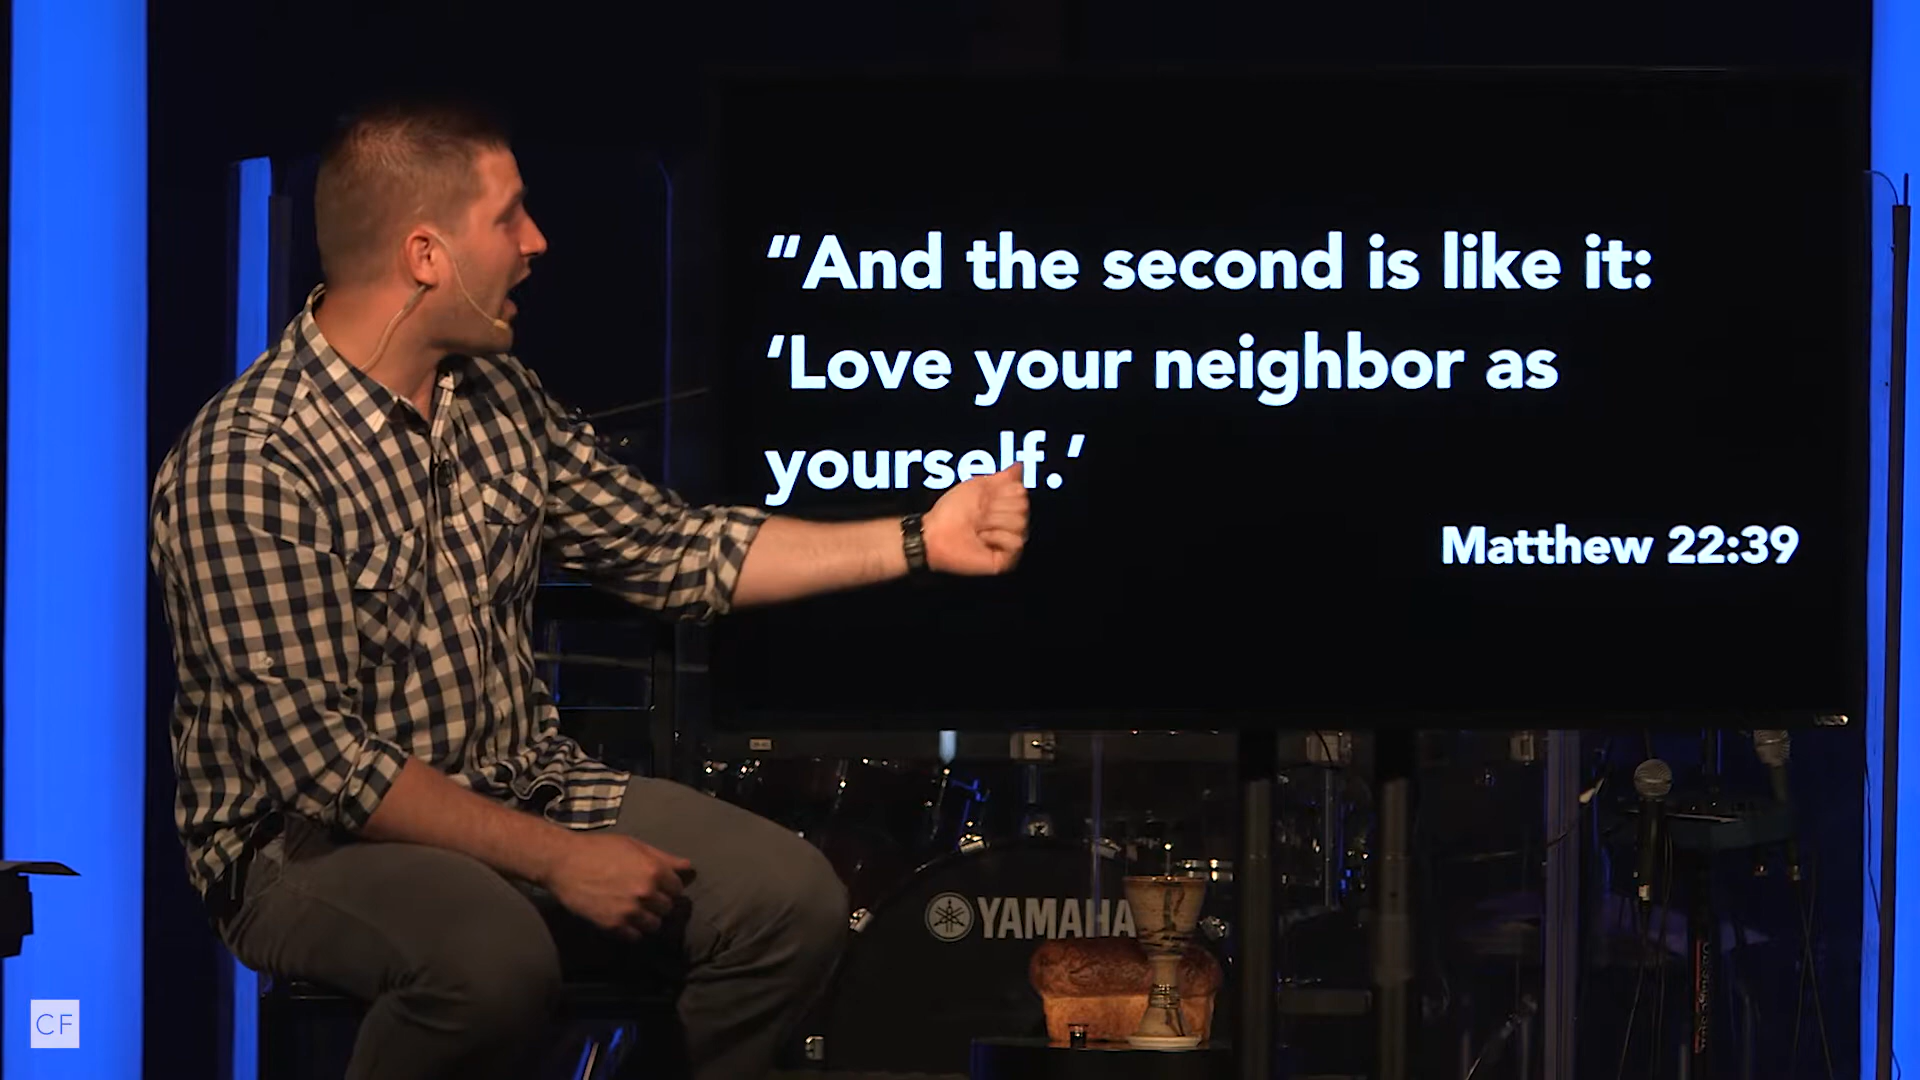 “And the second is like it:
‘Love your neighbor as
yourself.’
Matthew 22:39
YAMAHA
CF